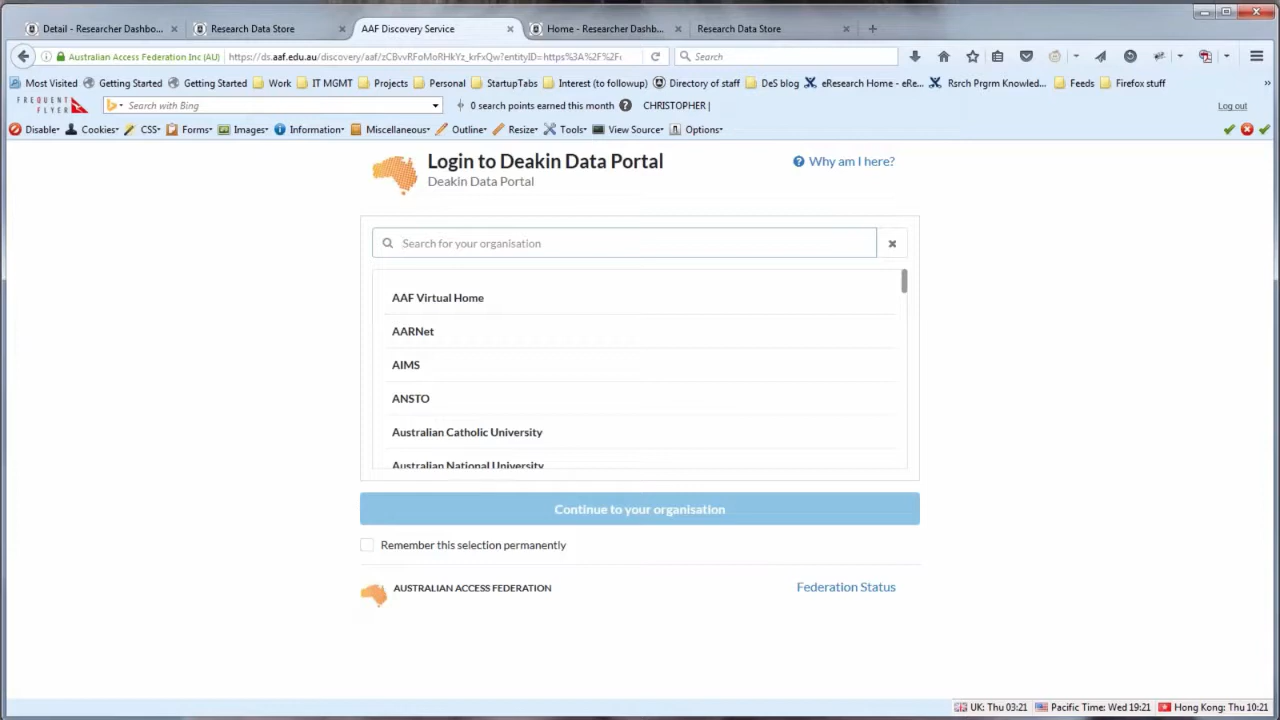 Detail - Researcher Dashbo...
Research Data Store
AAF Discovery Service
Home - Researcher Dashb...
Research Data Store
Australian Access Federation Inc (AU)
https://ds.aaf.edu.au/discovery/aaf/zCBvvRFoMoRHkYz_krFxQw?entityID=https%3A%2F%2F
Search
Most Visited
Getting Started
Getting Started
Work
IT MGMT
Projects
Personal
StartupTabs
Interest (to followup)
Directory of staff
DeS blog
eResearch Home - eRe...
Rsrch Prgrm Knowled...
Feeds
Firefox stuff
FREQUENT
FLYER
Search with Bing
0 search points earned this month
CHRISTOPHER |
Log out
Disable
Cookies
CSS
Forms
Images
Information
Miscellaneous
Outline
Resize
Tools
View Source
Options
Login to Deakin Data Portal
Deakin Data Portal
Why am I here?
Search for your organisation
AAF Virtual Home
AARNet
AIMS
ANSTO
Australian Catholic University
Australian National University
Continue to your organisation
Remember this selection permanently
AUSTRALIAN ACCESS FEDERATION
Federation Status
UK: Thu 03:21
Pacific Time: Wed 19:21
Hong Kong: Thu 10:21